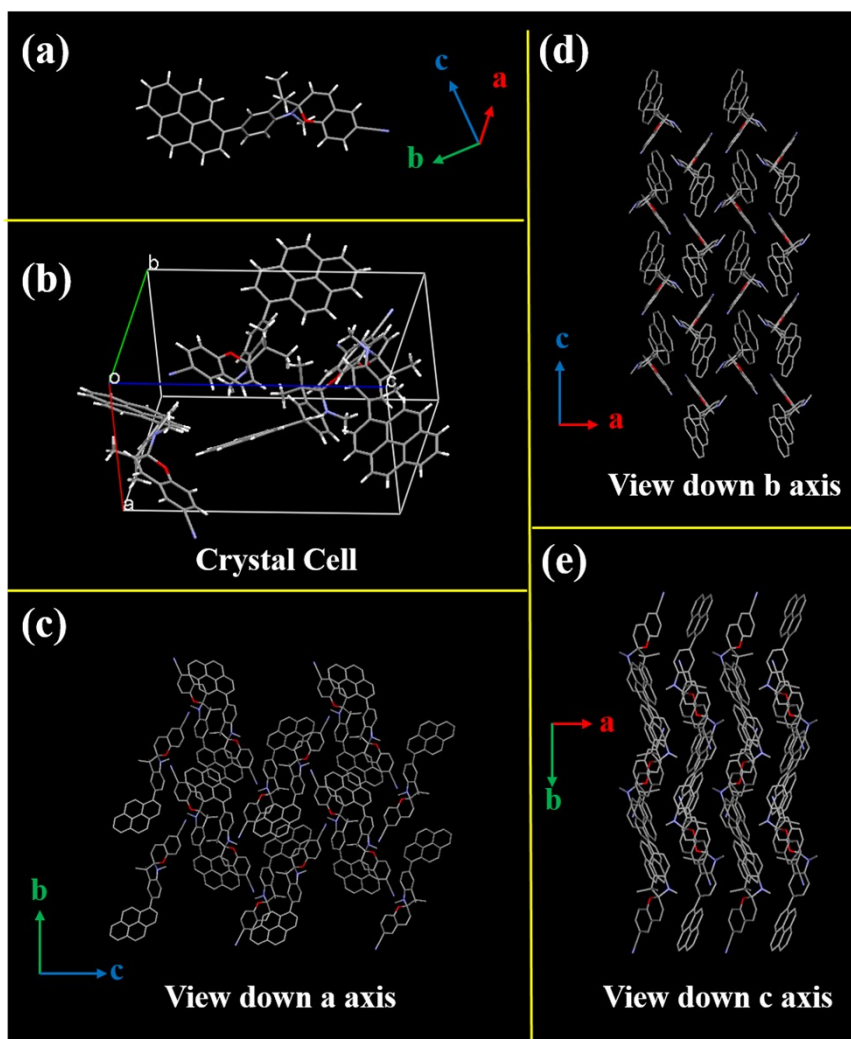 (a)
c
a
b
(b)
b
o
c
a
Crystal Cell
(c)
b
c
View down a axis
(d)
c
a
View down b axis
(e)
a
b
View down c axis